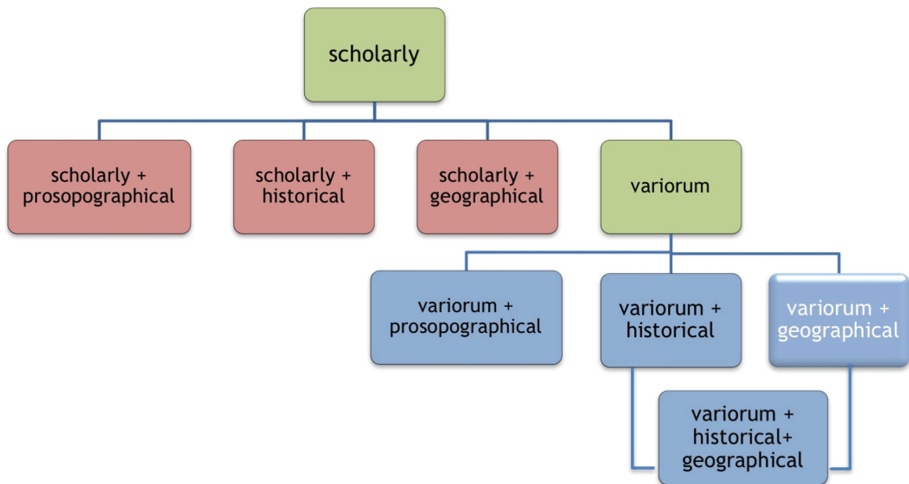 scholarly
scholarly +
prosopographical
scholarly +
historical
scholarly +
geographical
variorum
variorum +
prosopographical
variorum +
historical
variorum +
geographical
variorum +
historical+
geographical